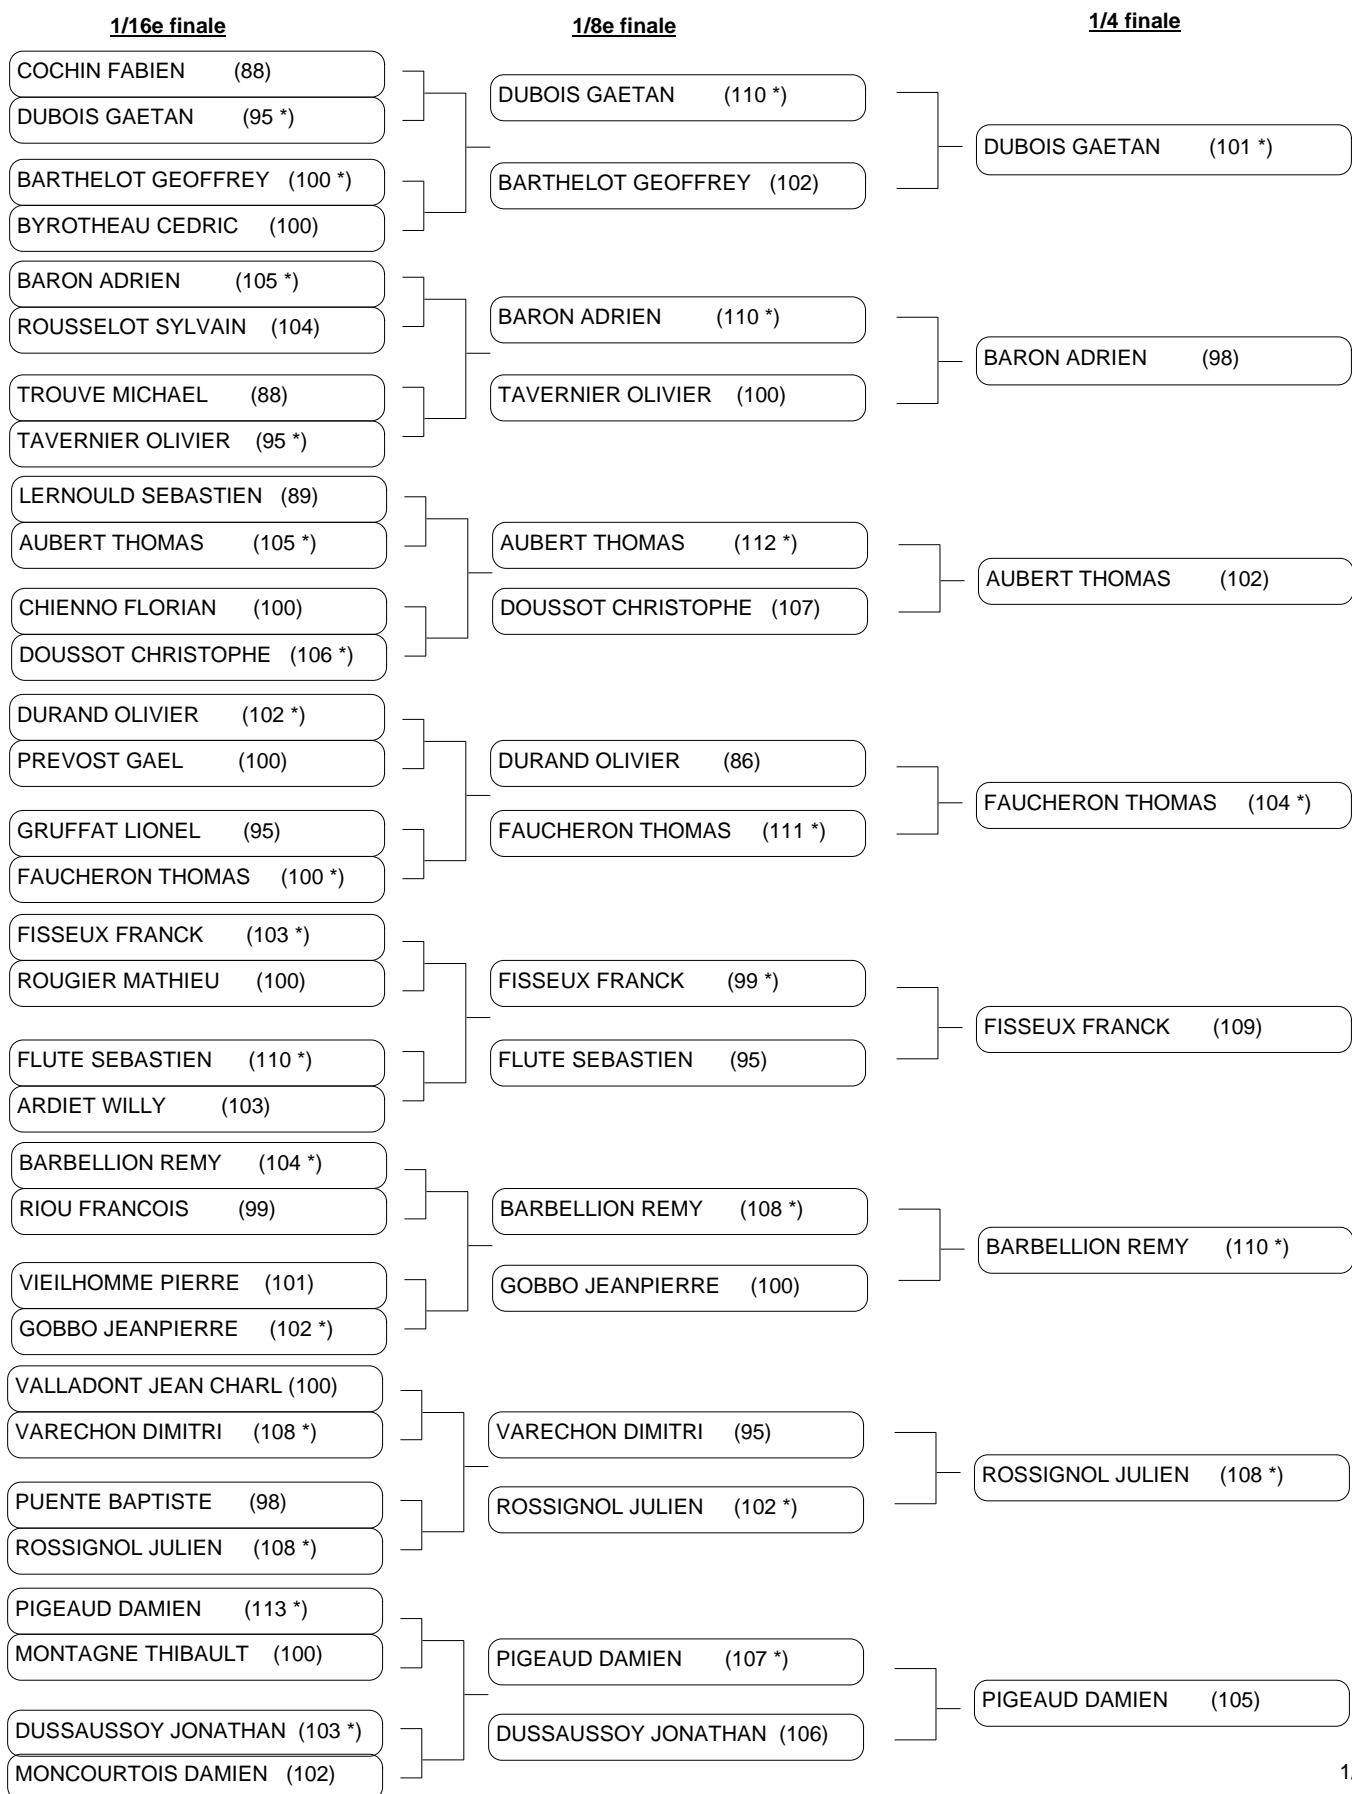 1/16e finale
COCHIN FABIEN (88)
DUBOIS GAETAN (95 *)
BARTHELOT GEOFFREY (100 *)
BYROTHEAU CEDRIC (100)
BARON ADRIEN (105 *)
ROUSSELOT SYLVAIN (104)
TROUVE MICHAEL (88)
TAVERNIER OLIVIER (95 *)
LERNOULD SEBASTIEN (89)
AUBERT THOMAS (105 *)
CHIENNO FLORIAN (100)
DOUSSOT CHRISTOPHE (106 *)
DURAND OLIVIER (102 *)
PREVOST GAEL (100)
GRUFFAT LIONEL (95)
FAUCHERON THOMAS (100 *)
FISSEUX FRANCK (103 *)
ROUGIER MATHIEU (100)
FLUTE SEBASTIEN (110 *)
ARDIET WILLY (103)
BARBELLION REMY (104 *)
RIOU FRANCOIS (99)
VIEILHOMME PIERRE (101)
GOBBO JEANPIERRE (102 *)
VALLADONT JEAN CHARL (100)
VARECHON DIMITRI (108 *)
PUENTE BAPTISTE (98)
ROSSIGNOL JULIEN (108 *)
PIGEAUD DAMIEN (113 *)
MONTAGNE THIBAULT (100)
DUSSAUSSOY JONATHAN (103 *)
MONCOURTOIS DAMIEN (102)
1/8e finale
DUBOIS GAETAN (110 *)
BARTHELOT GEOFFREY (102)
BARON ADRIEN (110 *)
TAVERNIER OLIVIER (100)
AUBERT THOMAS (112 *)
DOUSSOT CHRISTOPHE (107)
DURAND OLIVIER (86)
FAUCHERON THOMAS (111 *)
FISSEUX FRANCK (99 *)
FLUTE SEBASTIEN (95)
BARBELLION REMY (108 *)
GOBBO JEANPIERRE (100)
VARECHON DIMITRI (95)
ROSSIGNOL JULIEN (102 *)
PIGEAUD DAMIEN (107 *)
DUSSAUSSOY JONATHAN (106)
1/4 finale
DUBOIS GAETAN (101 *)
BARON ADRIEN (98)
AUBERT THOMAS (102)
FAUCHERON THOMAS (104 *)
FISSEUX FRANCK (109)
BARBELLION REMY (110 *)
ROSSIGNOL JULIEN (108 *)
PIGEAUD DAMIEN (105)
1/